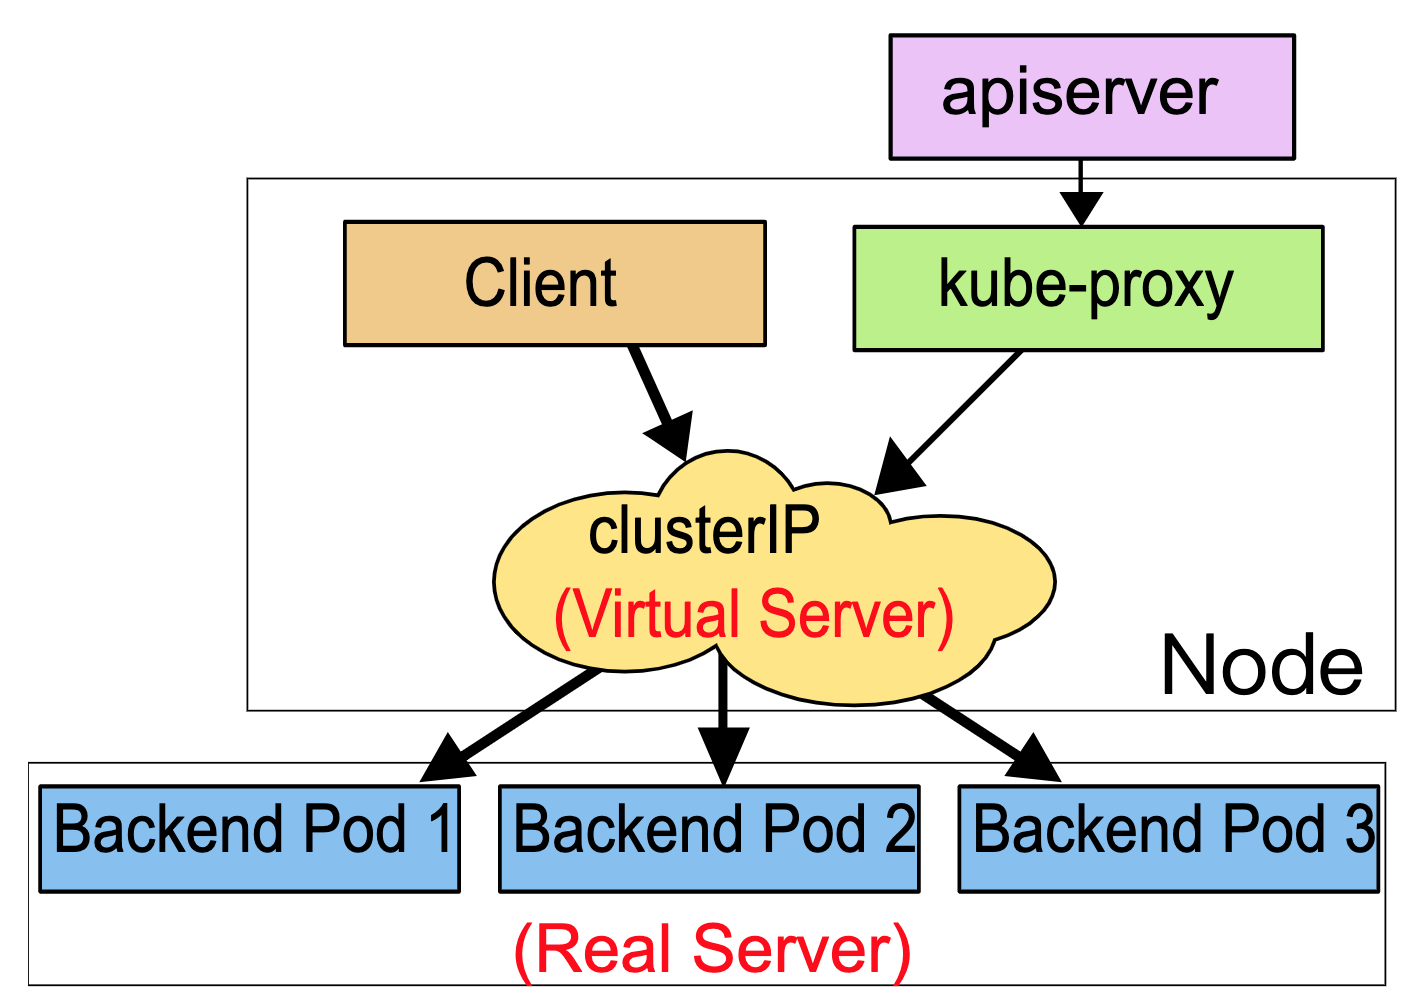 apiserver
Client
kube-proxy
clusterIP
(Virtual Server)
Node
Backend Pod 1
Backend Pod 2
Backend Pod 3
(Real Server)